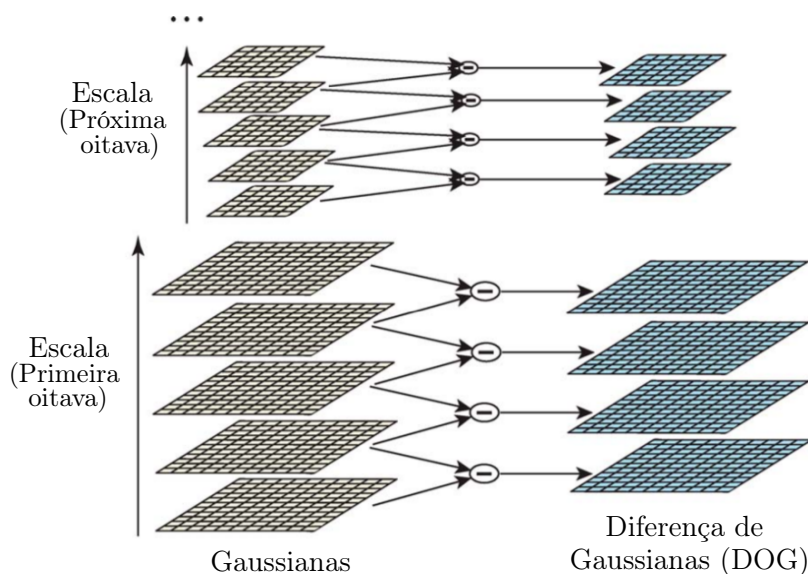 ...
Escala
(Próxima
oitava)
Escala
(Primeira
oitava)
Gaussianas
Diferença de
Gaussianas (DOG)